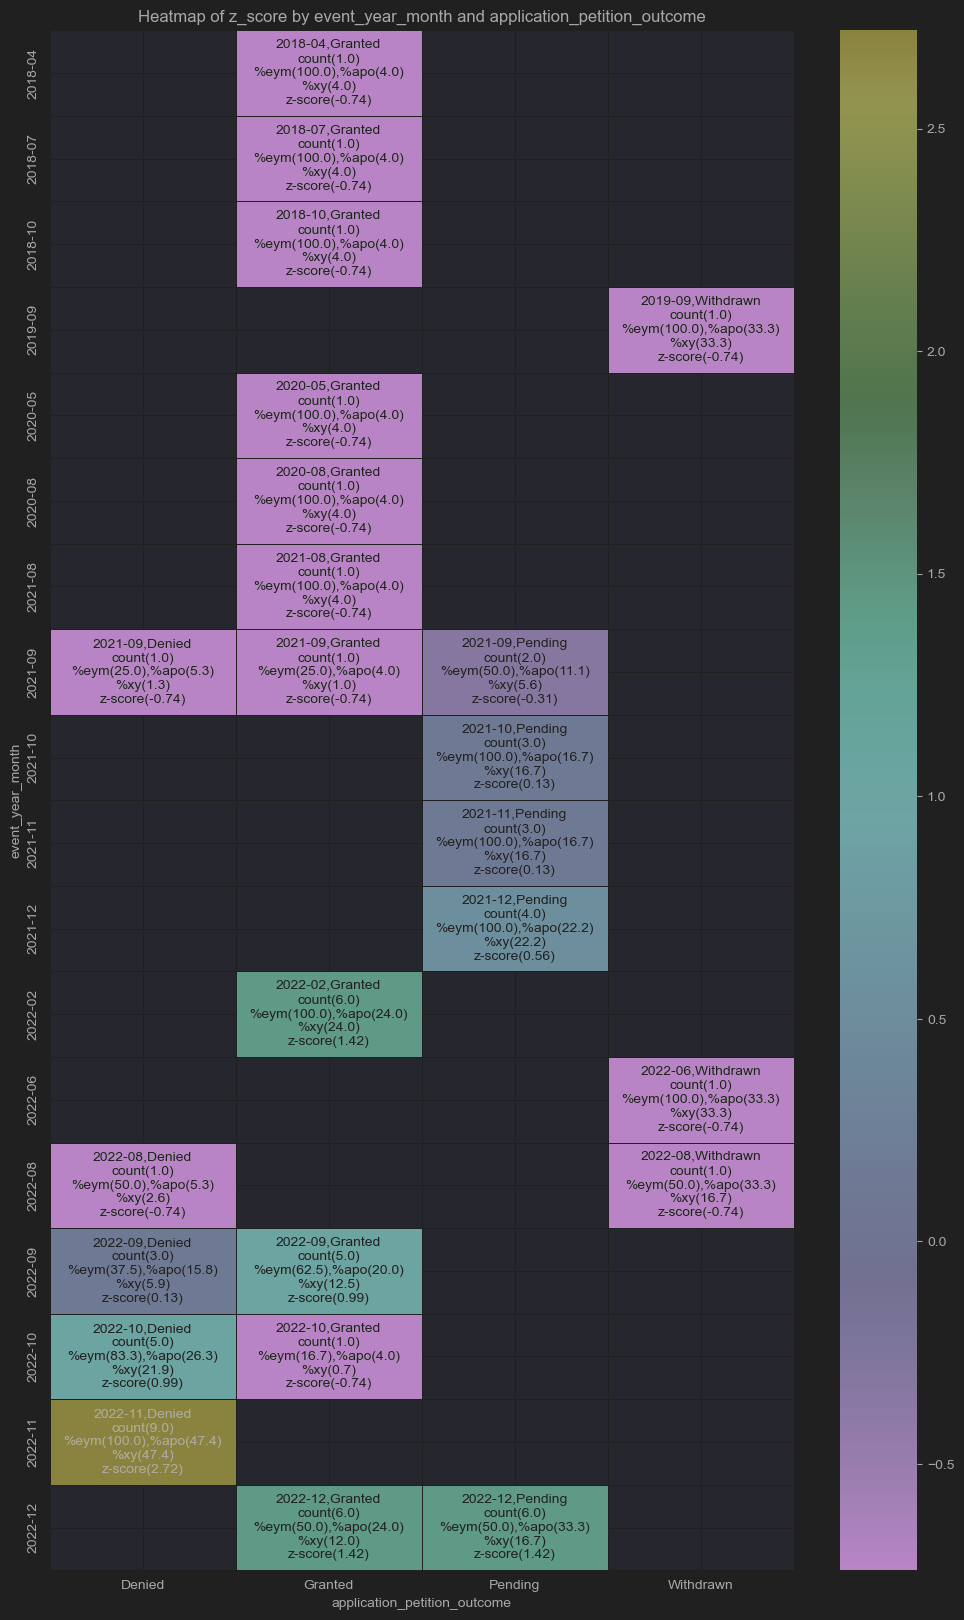 Heatmap of z_score by event_year_month and application_petition_outcome
event_year_month
2018-04
2018-04,Granted
count(1.0)
%eym(100.0),%apo(4.0)
%xy(4.0)
z-score(-0.74)
2018-07
2018-07,Granted
count(1.0)
%eym(100.0),%apo(4.0)
%xy(4.0)
z-score(-0.74)
2018-10
2018-10,Granted
count(1.0)
%eym(100.0),%apo(4.0)
%xy(4.0)
z-score(-0.74)
2019-09
2019-09,Withdrawn
count(1.0)
%eym(100.0),%apo(33.3)
%xy(33.3)
z-score(-0.74)
2020-05
2020-05,Granted
count(1.0)
%eym(100.0),%apo(4.0)
%xy(4.0)
z-score(-0.74)
2020-08
2020-08,Granted
count(1.0)
%eym(100.0),%apo(4.0)
%xy(4.0)
z-score(-0.74)
2021-08
2021-08,Granted
count(1.0)
%eym(100.0),%apo(4.0)
%xy(4.0)
z-score(-0.74)
2021-09
2021-09,Denied
count(1.0)
%eym(25.0),%apo(5.3)
%xy(1.3)
z-score(-0.74)
2021-09,Granted
count(1.0)
%eym(25.0),%apo(4.0)
%xy(1.0)
z-score(-0.74)
2021-09,Pending
count(2.0)
%eym(50.0),%apo(11.1)
%xy(5.6)
z-score(-0.31)
2021-10
2021-10,Pending
count(3.0)
%eym(100.0),%apo(16.7)
%xy(16.7)
z-score(0.13)
2021-11
2021-11,Pending
count(3.0)
%eym(100.0),%apo(16.7)
%xy(16.7)
z-score(0.13)
2021-12
2021-12,Pending
count(4.0)
%eym(100.0),%apo(22.2)
%xy(22.2)
z-score(0.56)
2022-02
2022-02,Granted
count(6.0)
%eym(100.0),%apo(24.0)
%xy(24.0)
z-score(1.42)
2022-06
2022-06,Withdrawn
count(1.0)
%eym(100.0),%apo(33.3)
%xy(33.3)
z-score(-0.74)
2022-08
2022-08,Denied
count(1.0)
%eym(50.0),%apo(5.3)
%xy(2.6)
z-score(-0.74)
2022-08,Withdrawn
count(1.0)
%eym(50.0),%apo(33.3)
%xy(16.7)
z-score(-0.74)
2022-09
2022-09,Denied
count(3.0)
%eym(37.5),%apo(15.8)
%xy(5.9)
z-score(0.13)
2022-09,Granted
count(5.0)
%eym(62.5),%apo(20.0)
%xy(12.5)
z-score(0.99)
2022-10
2022-10,Denied
count(5.0)
%eym(83.3),%apo(26.3)
%xy(21.9)
z-score(0.99)
2022-10,Granted
count(1.0)
%eym(16.7),%apo(4.0)
%xy(0.7)
z-score(-0.74)
2022-11
2022-11,Denied
count(9.0)
%eym(100.0),%apo(47.4)
%xy(47.4)
z-score(2.72)
2022-12
2022-12,Granted
count(6.0)
%eym(50.0),%apo(24.0)
%xy(12.0)
z-score(1.42)
2022-12,Pending
count(6.0)
%eym(50.0),%apo(33.3)
%xy(16.7)
z-score(1.42)
Denied
Granted
Pending
Withdrawn
application_petition_outcome
2.5
2.0
1.5
1.0
0.5
0.0
−0.5